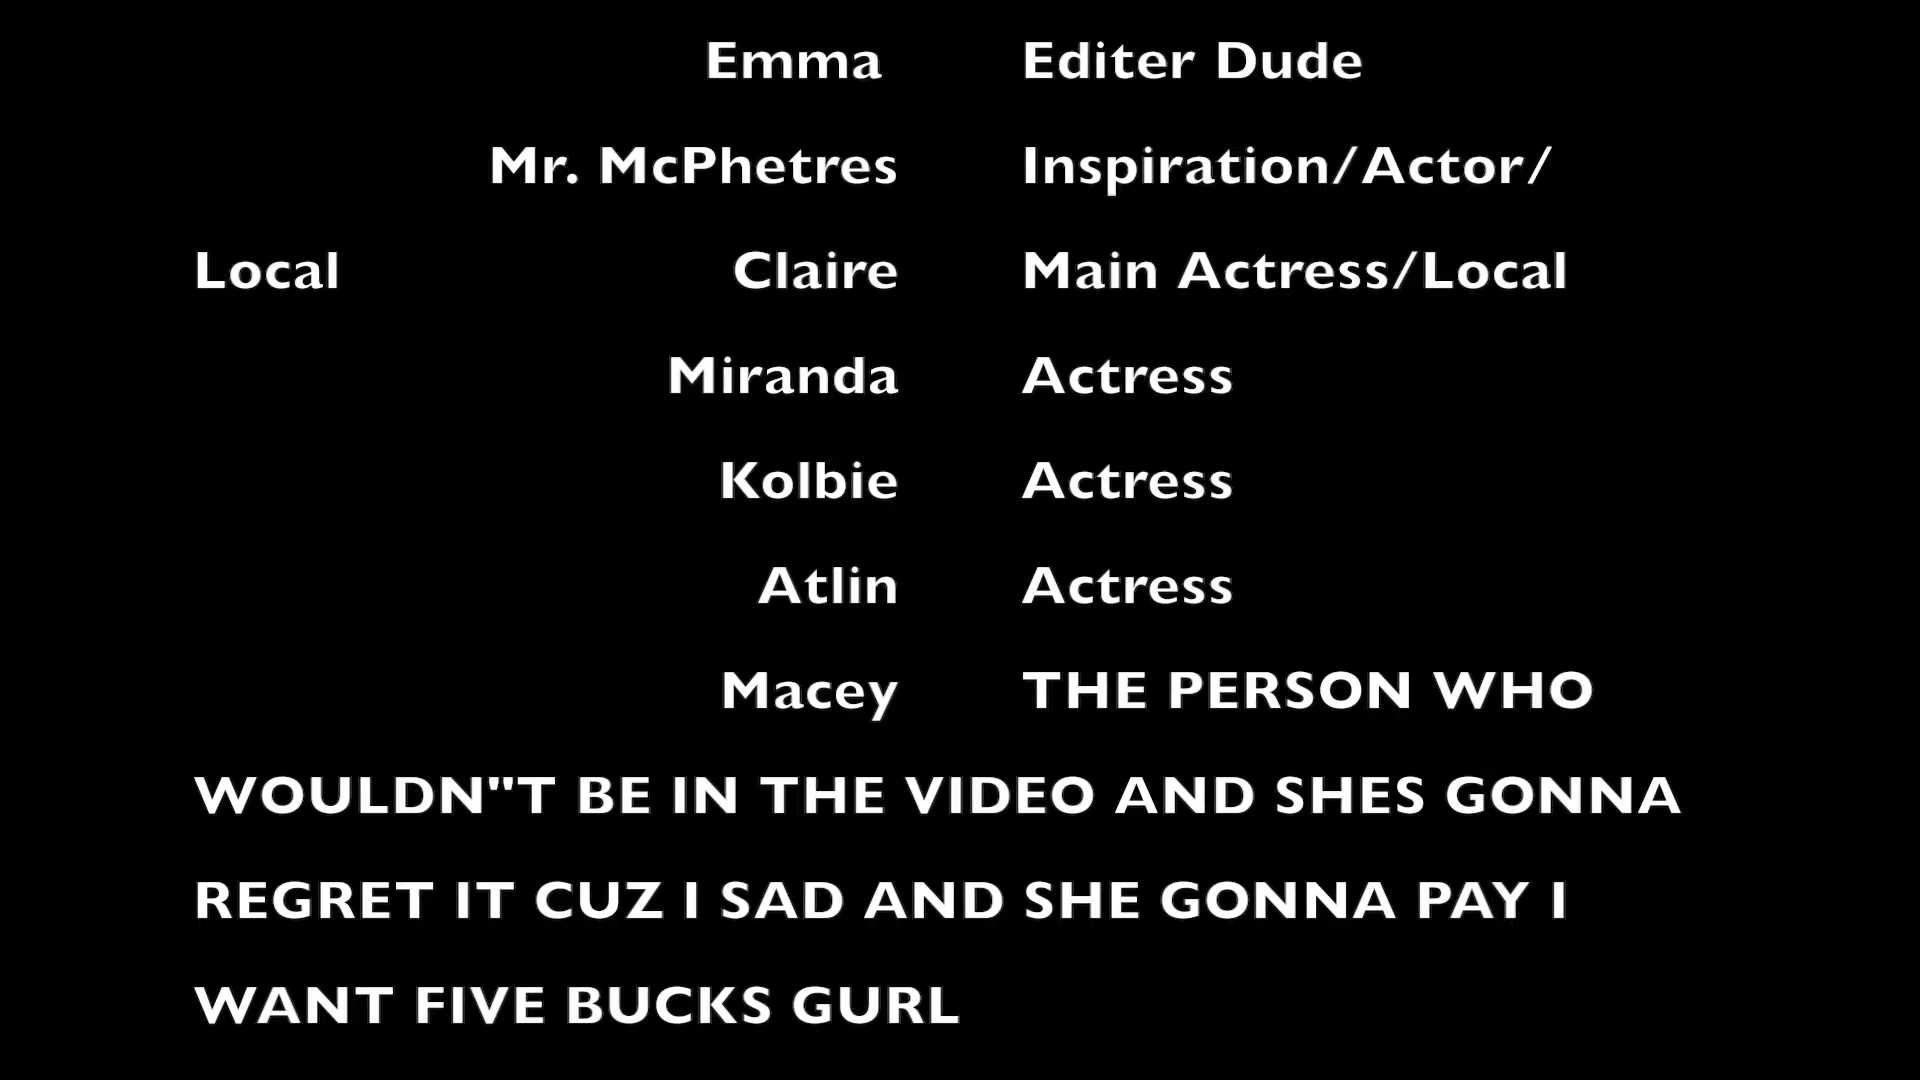 Emma Editer Dude
Mr. McPhetres Inspiration/Actor/
Local Claire Main Actress/Local
Miranda Actress
Kolbie Actress
Atlin Actress
Macey THE PERSON WHO
WOULDN"T BE IN THE VIDEO AND SHES GONNA
REGRET IT CUZ I SAD AND SHE GONNA PAY I
WANT FIVE BUCKS GURL